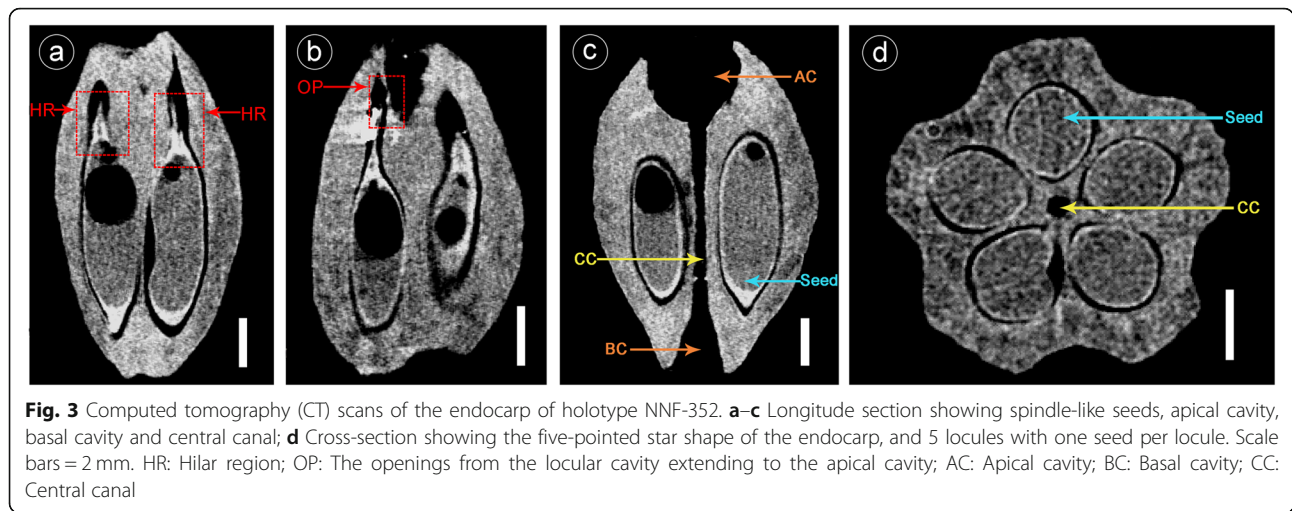 a
HR
HR
b
OP
c
AC
CC
Seed
BC
d
Seed
CC
Fig. 3 Computed tomography (CT) scans of the endocarp of holotype NNF-352. a–c Longitude section showing spindle-like seeds, apical cavity,
basal cavity and central canal; d Cross-section showing the five-pointed star shape of the endocarp, and 5 locules with one seed per locule. Scale
bars = 2 mm. HR: Hilar region; OP: The openings from the locular cavity extending to the apical cavity; AC: Apical cavity; BC: Basal cavity; CC:
Central canal